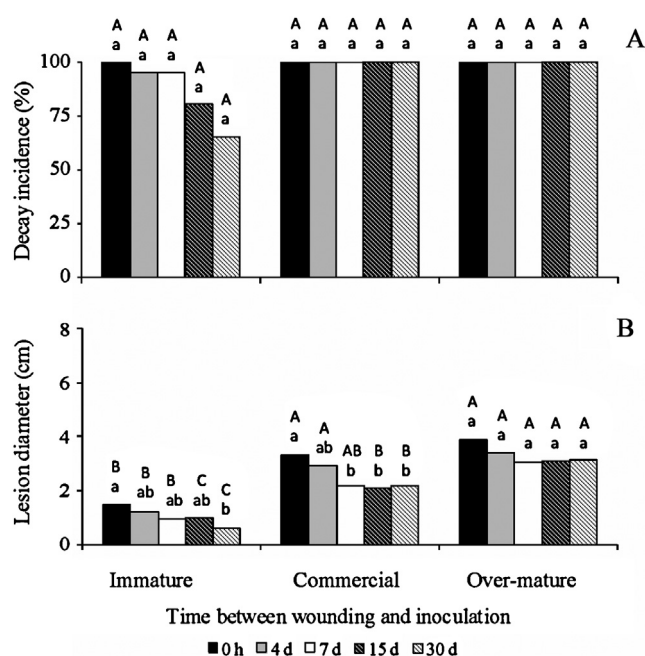 A A A A A A A A A A A A A A A
a a a a a a a a a a a a a a a
A
100
75
50
25
0
Decay incidence (%)
B
8
6
4
2
0
Lesion diameter (cm)
B B B C C
a ab ab ab b
A A AB B B
a ab b b b
A A A A A
a a a a a
Immature Commercial Over-mature
Time between wounding and inoculation
0 h 4 d 7 d 15 d 30 d